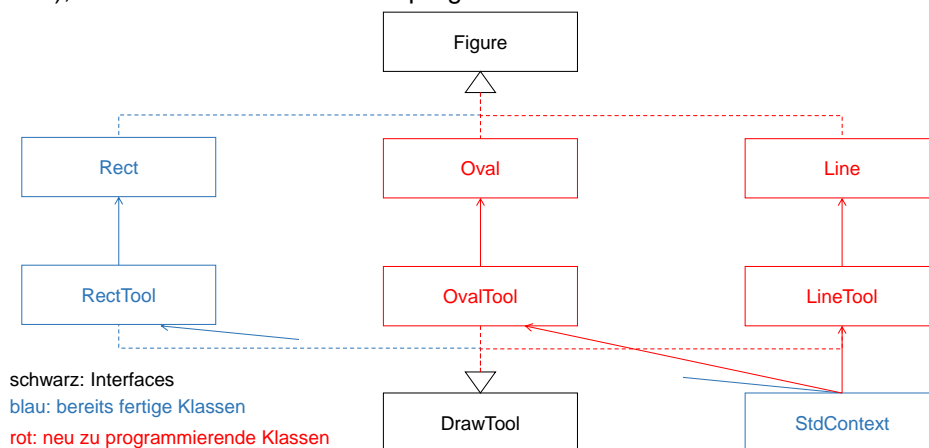 Figure
Rect
Oval
Line
RectTool
OvalTool
LineTool
schwarz: Interfaces
blau: bereits fertige Klassen
rot: neu zu programmierende Klassen
DrawTool
StdContext